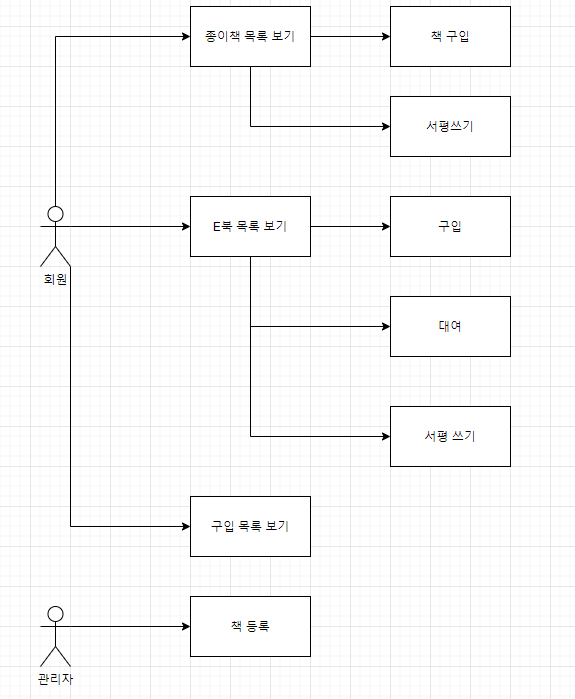 종이책 목록 보기
책 구입
서평쓰기
E북 목록 보기
구입
회원
대여
서평 쓰기
구입 목록 보기
책 등록
관리자